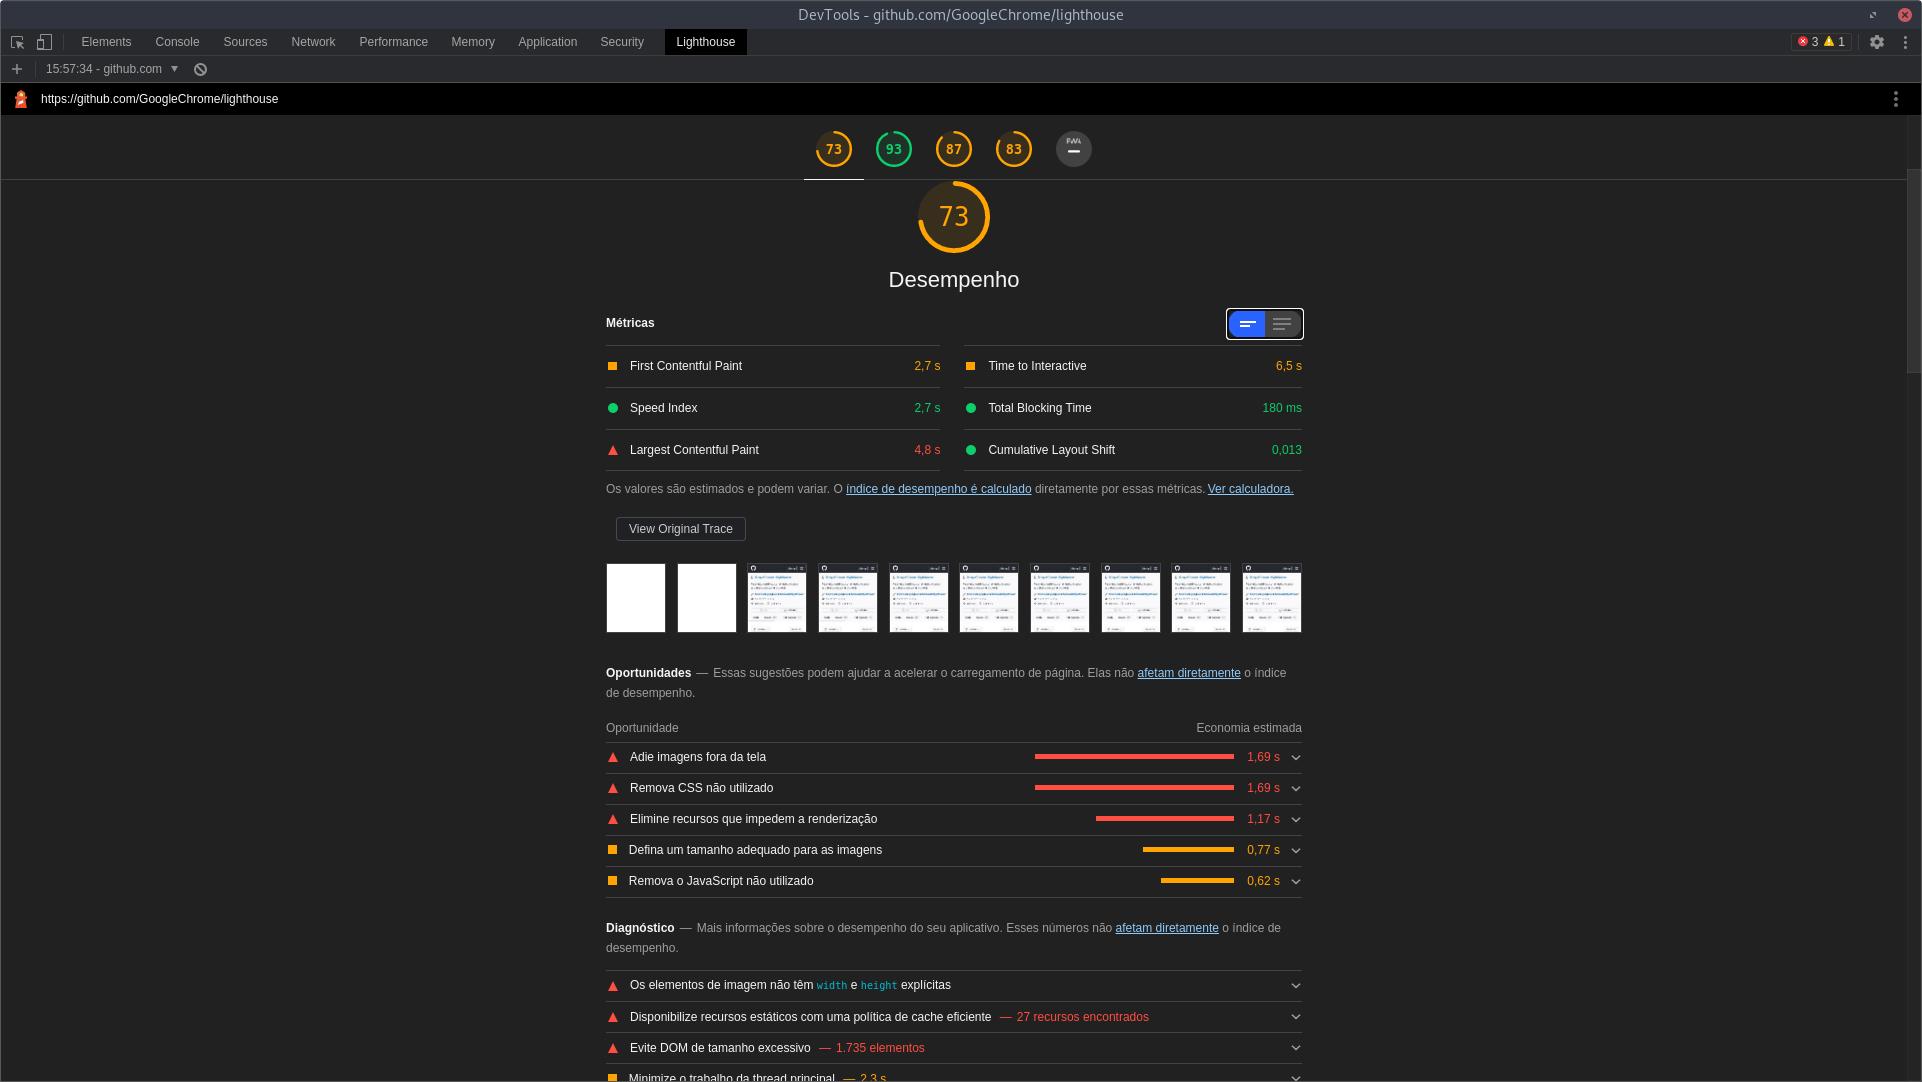 DevTools - github.com/GoogleChrome/lighthouse
Elements Console Sources Network Performance Memory Application Security Lighthouse 3 1
15:57:34 - github.com
https://github.com/GoogleChrome/lighthouse
73 93 87 83 PWA
73
Desempenho
Métricas
First Contentful Paint 2,7 s Time to Interactive 6,5 s
Speed Index 2,7 s Total Blocking Time 180 ms
Largest Contentful Paint 4,8 s Cumulative Layout Shift 0,013
Os valores são estimados e podem variar. O índice de desempenho é calculado diretamente por essas métricas. Ver calculadora.
View Original Trace
Oportunidades — Essas sugestões podem ajudar a acelerar o carregamento de página. Elas não afetam diretamente o índice
de desempenho.
Oportunidade Economia estimada
Adie imagens fora da tela 1,69 s
Remova CSS não utilizado 1,69 s
Elimine recursos que impedem a renderização 1,17 s
Defina um tamanho adequado para as imagens 0,77 s
Remova o JavaScript não utilizado 0,62 s
Diagnóstico — Mais informações sobre o desempenho do seu aplicativo. Esses números não afetam diretamente o índice de
desempenho.
Os elementos de imagem não têm width e height explícitas
Disponibilize recursos estáticos com uma política de cache eficiente — 27 recursos encontrados
Evite DOM de tamanho excessivo — 1.735 elementos
Minimize o trabalho da thread principal — 2,3 s